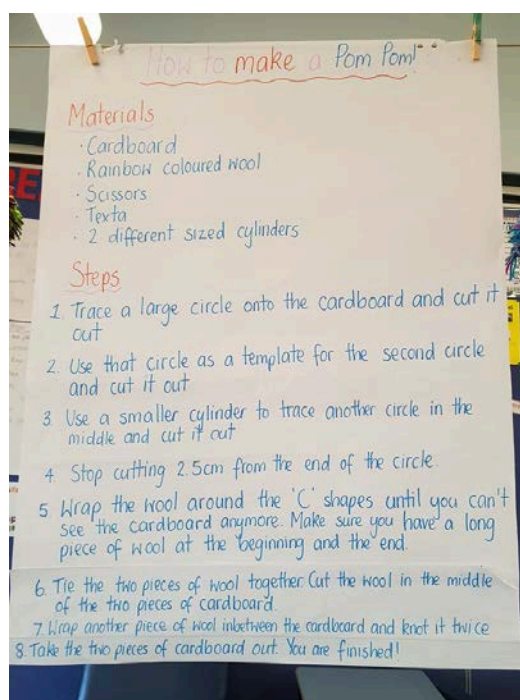 How to make a Pom Pom!
Materials
· Cardboard
· Rainbow coloured wool
· Scissors
· Texta
· 2 different sized cylinders
Steps
1. Trace a large circle onto the cardboard and cut it
out
2. Use that circle as a template for the second circle
and cut it out
3. Use a smaller cylinder to trace another circle in the
middle and cut it out
4. Stop cutting 2.5cm from the end of the circle.
5. Wrap the wool around the 'C' shapes until you can't
see the cardboard anymore. Make sure you have a long
piece of wool at the beginning and the end.
6. Tie the two pieces of wool together. Cut the wool in the middle
of the two pieces of cardboard.
7. Wrap another piece of wool inbetween the cardboard and knot it twice
8. Take the two pieces of cardboard out. You are finished!